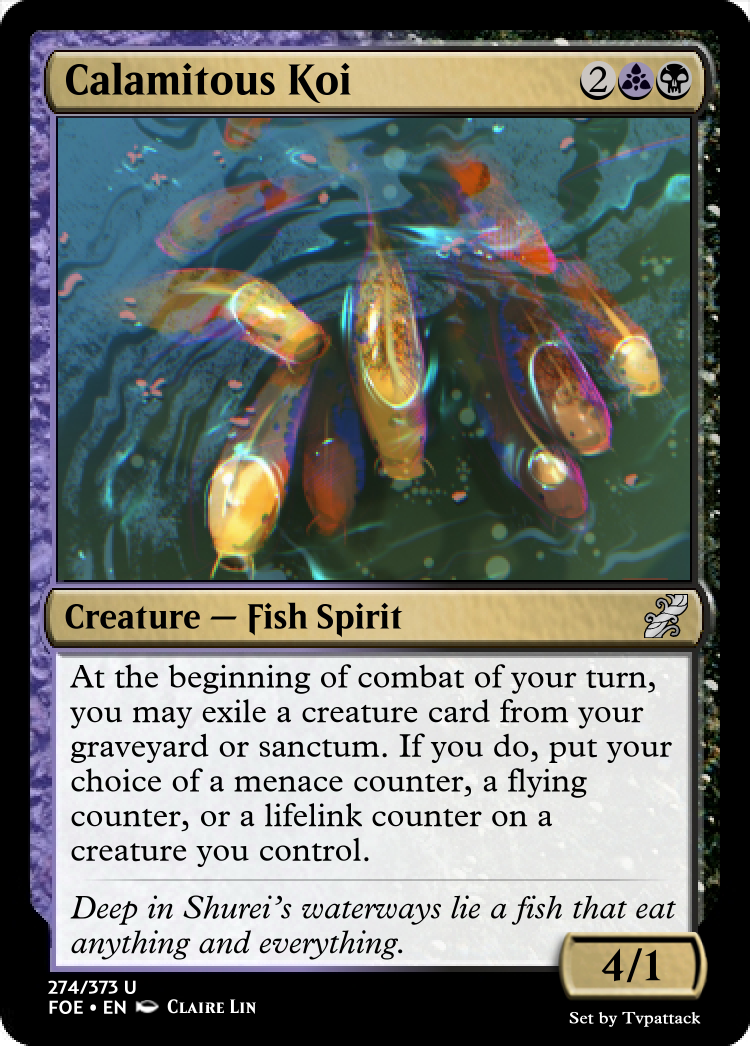 Calamitous Koi 2
Creature — Fish Spirit
At the beginning of combat of your turn,
you may exile a creature card from your
graveyard or sanctum. If you do, put your
choice of a menace counter, a flying
counter, or a lifelink counter on a
creature you control.
Deep in Shurei's waterways lie a fish that eat
anything and everything.
4/1
274/373 U
FOE • EN Claire Lin
Set by Tvpattack